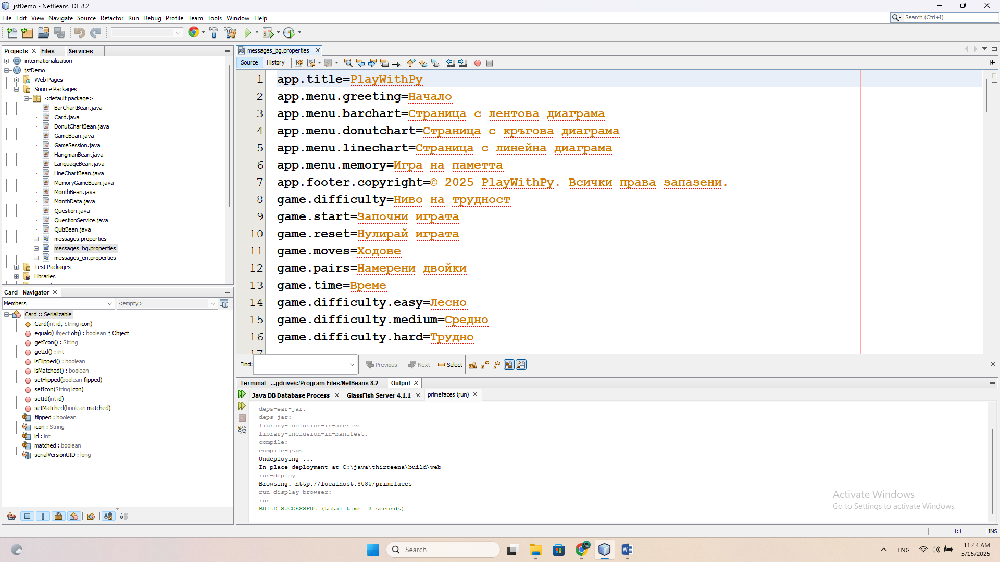 jsfDemo - NetBeans IDE 8.2
File Edit View Navigate Source Refactor Run Debug Profile Team Tools Window Help
Search (Ctrl+I)
Projects Files Services
internationalization
jsfDemo
Web Pages
Source Packages
<default package>
BarChartBean.java
Card.java
DonutChartBean.java
GameBean.java
GameSession.java
HangmanBean.java
LanguageBean.java
LineChartBean.java
MemoryGameBean.java
MonthBean.java
MonthData.java
Question.java
QuestionService.java
QuizBean.java
messages.properties
messages_bg.properties
messages_en.properties
Test Packages
Libraries
Card - Navigator
Members <empty>
Card :: Serializable
Card(int id, String icon)
equals(Object obj) : boolean ↑ Object
getIcon() : String
getId() : int
isFlipped() : boolean
isMatched() : boolean
setFlipped(boolean flipped)
setIcon(String icon)
setId(int id)
setMatched(boolean matched)
flipped : boolean
icon : String
id : int
matched : boolean
serialVersionUID : long
messages_bg.properties
Source History
1 app.title=PlayWithPy
2 app.menu.greeting=Начало
3 app.menu.barchart=Страница с лентова диаграма
4 app.menu.donutchart=Страница с кръгова диаграма
5 app.menu.linechart=Страница с линейна диаграма
6 app.menu.memory=Игра на паметта
7 app.footer.copyright=© 2025 PlayWithPy. Всички права запазени.
8 game.difficulty=Ниво на трудност
9 game.start=Започни играта
10 game.reset=Нулирай играта
11 game.moves=Ходове
12 game.pairs=Намерени двойки
13 game.time=Време
14 game.difficulty.easy=Лесно
15 game.difficulty.medium=Средно
16 game.difficulty.hard=Трудно
17
Find: Previous Next Select
Terminal - ...gdrive/c/Program Files/NetBeans 8.2 Output
Java DB Database Process GlassFish Server 4.1.1 primefaces (run)
deps-ear-jar:
deps-jar:
library-inclusion-in-archive:
library-inclusion-in-manifest:
compile:
compile-jsps:
Undeploying ...
In-place deployment at C:\java\thirteena\build\web
run-deploy:
Browsing: http://localhost:8080/primefaces
run-display-browser:
run:
BUILD SUCCESSFUL (total time: 2 seconds)
Activate Windows
Go to Settings to activate Windows.
1:1 INS
Search
ENG
11:44 AM
5/15/2025